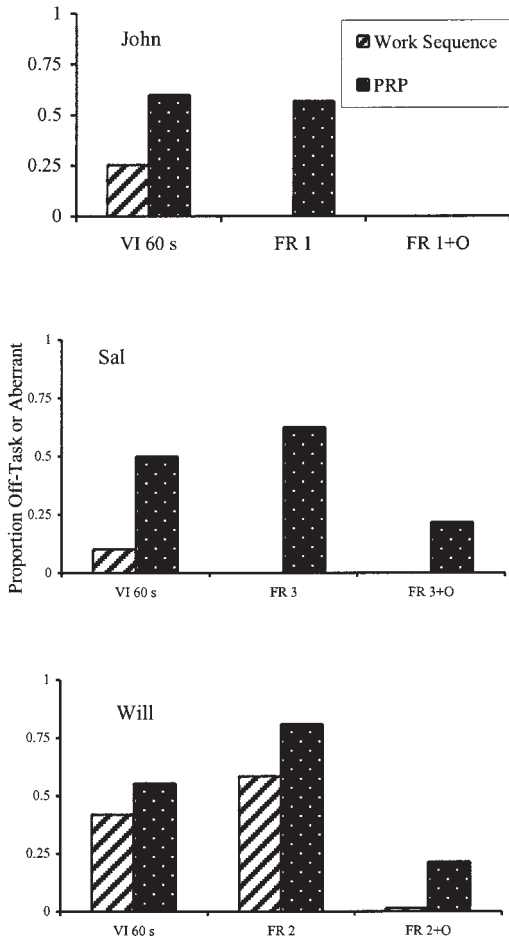 John
Work Sequence
PRP
1
0.75
0.5
0.25
0
VI 60 s FR 1 FR 1+O
Proportion Off-Task or Aberrant
Sal
1
0.75
0.5
0.25
0
VI 60 s FR 3 FR 3+O
Will
1
0.75
0.5
0.25
0
VI 60 s FR 2 FR 2+O